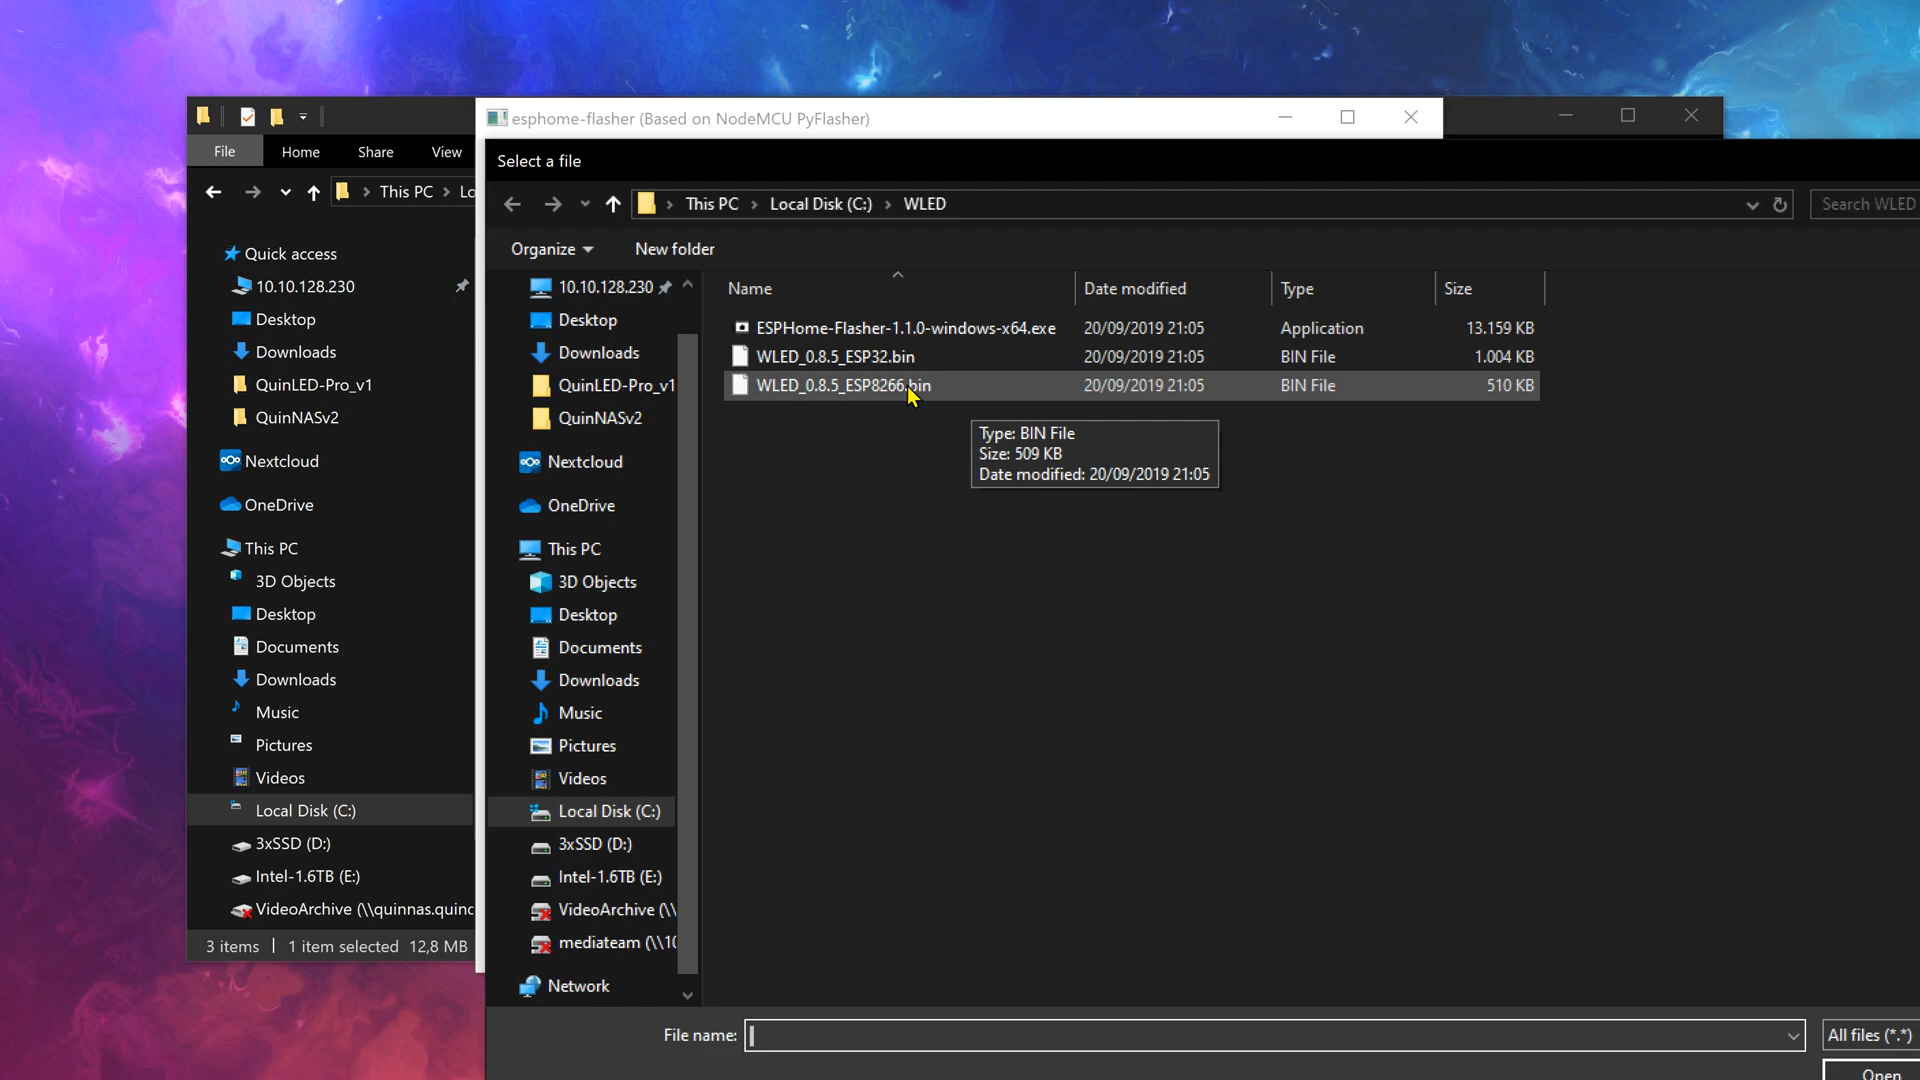 esphome-flasher (Based on NodeMCU PyFlasher)
File
Home
Share
View
This PC
Lo
Quick access
10.10.128.230
Desktop
Downloads
QuinLED-Pro_v1
QuinNASv2
Nextcloud
OneDrive
This PC
3D Objects
Desktop
Documents
Downloads
Music
Pictures
Videos
Local Disk (C:)
3xSSD (D:)
Intel-1.6TB (E:)
VideoArchive (\\quinnas.quinc
3 items
1 item selected 12,8 MB
Select a file
This PC
Local Disk (C:)
WLED
Search WLED
Organize
New folder
10.10.128.230
Desktop
Downloads
QuinLED-Pro_v1
QuinNASv2
Nextcloud
OneDrive
This PC
3D Objects
Desktop
Documents
Downloads
Music
Pictures
Videos
Local Disk (C:)
3xSSD (D:)
Intel-1.6TB (E:)
VideoArchive (\\
mediateam (\\10
Network
Name Date modified Type Size
ESPHome-Flasher-1.1.0-windows-x64.exe 20/09/2019 21:05 Application 13.159 KB
WLED_0.8.5_ESP32.bin 20/09/2019 21:05 BIN File 1.004 KB
WLED_0.8.5_ESP8266.bin 20/09/2019 21:05 BIN File 510 KB
Type: BIN File
Size: 509 KB
Date modified: 20/09/2019 21:05
File name:
All files (*.*)
Open